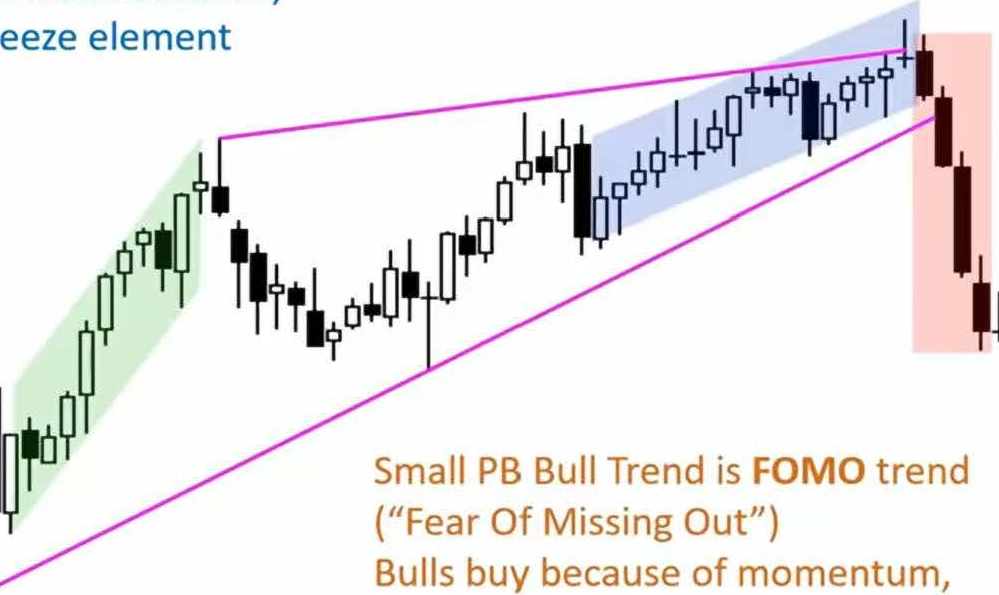 eeze element
Small PB Bull Trend is FOMO trend
(“Fear Of Missing Out”)
Bulls buy because of momentum,